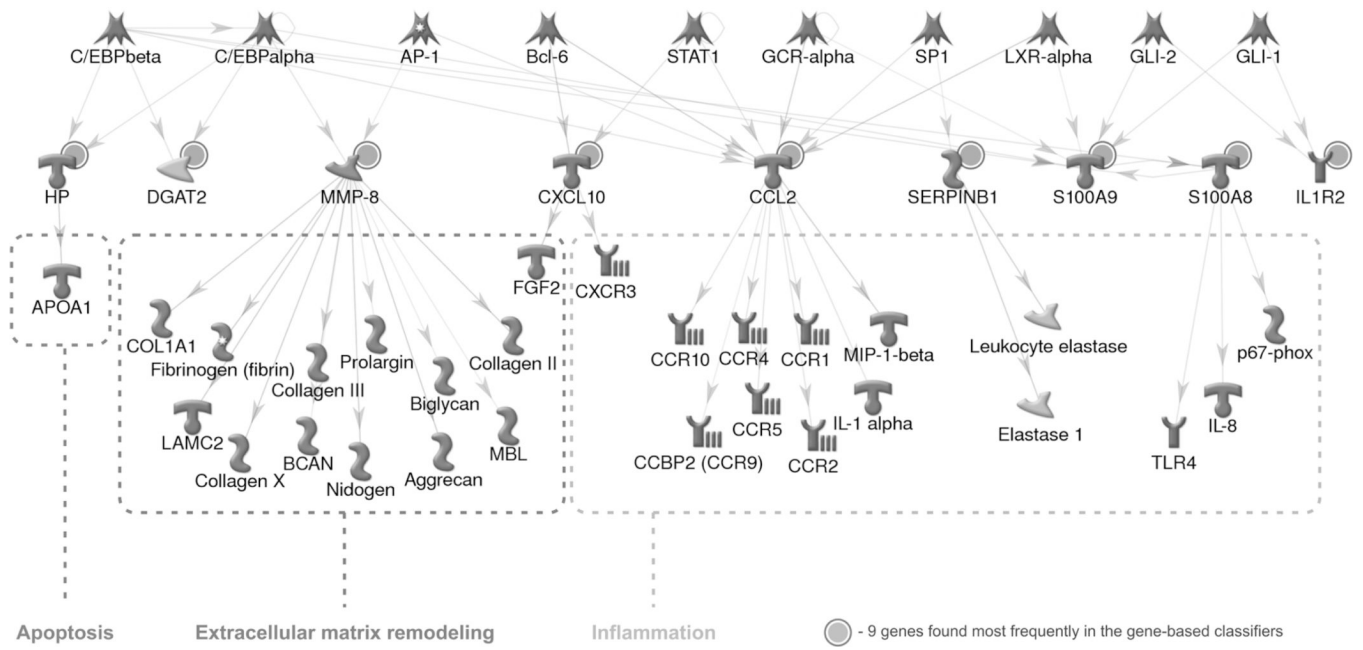 C/EBPbeta C/EBPalpha AP-1 Bcl-6 STAT1 GCR-alpha SP1 LXR-alpha GLI-2 GLI-1
HP DGAT2 MMP-8 CXCL10 CCL2 SERPINB1 S100A9 S100A8 IL1R2
FGF2 CXCR3
APOA1
COL1A1 Fibrinogen (fibrin) Prolargin Collagen II CCR10 CCR4 CCR1 MIP-1-beta Leukocyte elastase p67-phox
Collagen III Biglycan
LAMC2 BCAN MBL CCR5 IL-1 alpha Elastase 1 IL-8
Collagen X Nidogen Aggrecan CCBP2 (CCR9) CCR2 TLR4
Apoptosis Extracellular matrix remodeling Inflammation - 9 genes found most frequently in the gene-based classifiers